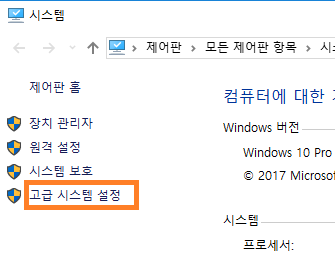 시스템
제어판 > 모든 제어판 항목 >
제어판 홈
장치 관리자
원격 설정
시스템 보호
고급 시스템 설정
컴퓨터에 대한
Windows 버전
Windows 10 Pro
© 2017 Microsof
시스템
프로세서: